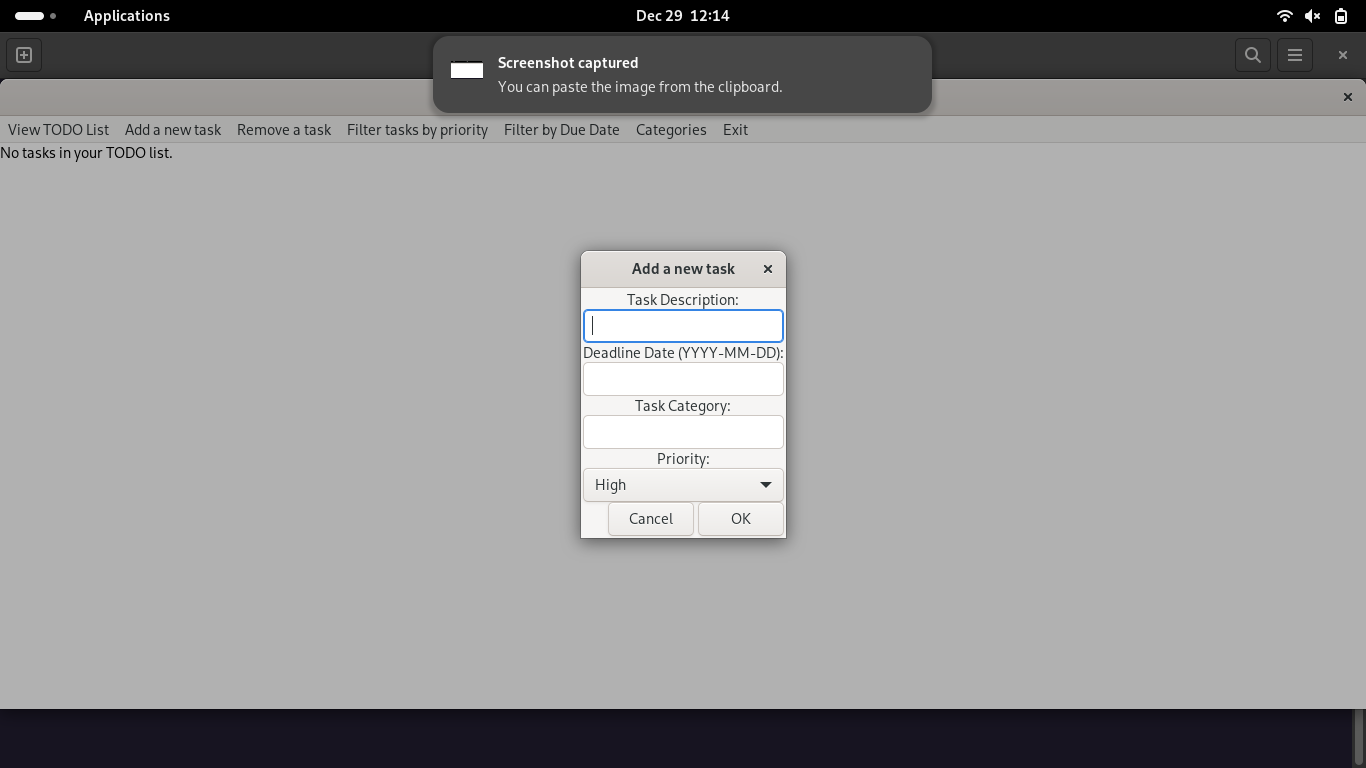 Applications
Dec 29 12:14
Screenshot captured
You can paste the image from the clipboard.
View TODO List Add a new task Remove a task Filter tasks by priority Filter by Due Date Categories Exit
No tasks in your TODO list.
Add a new task
Task Description:
Deadline Date (YYYY-MM-DD):
Task Category:
Priority:
High
Cancel OK